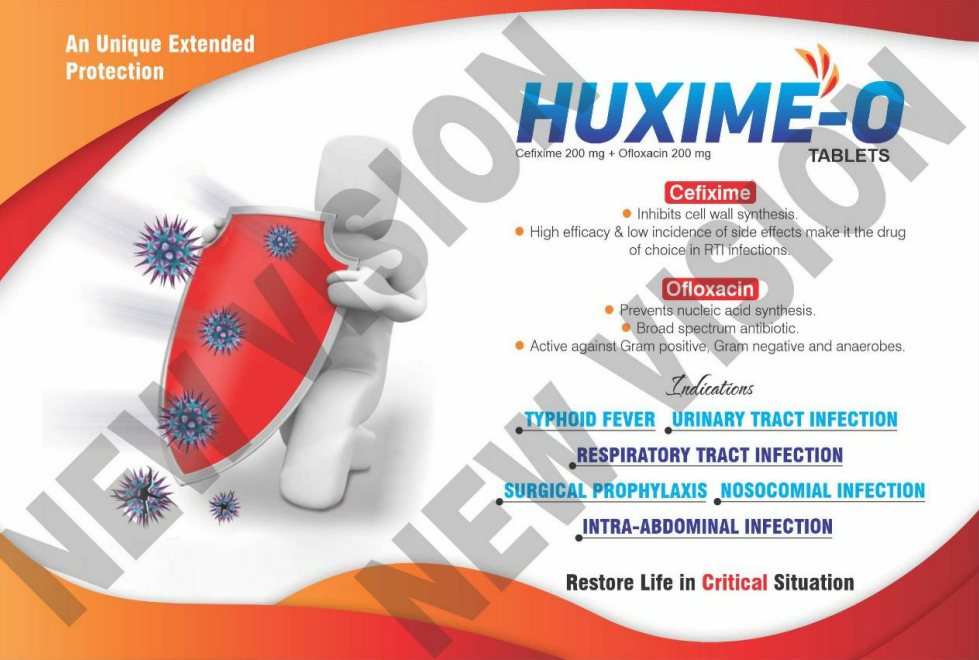 An Unique Extended
Protection
HUXIME-O
Cefixime 200 mg + Ofloxacin 200 mg
TABLETS
Cefixime
Inhibits cell wall synthesis.
High efficacy & low incidence of side effects make it the drug
of choice in RTI infections.
Ofloxacin
Prevents nucleic acid synthesis.
Broad spectrum antibiotic.
Active against Gram positive, Gram negative and anaerobes.
Indications
TYPHOID FEVER URINARY TRACT INFECTION
RESPIRATORY TRACT INFECTION
SURGICAL PROPHYLAXIS NOSOCOMIAL INFECTION
INTRA-ABDOMINAL INFECTION
Restore Life in Critical Situation
NEW VISION
NEW VISION